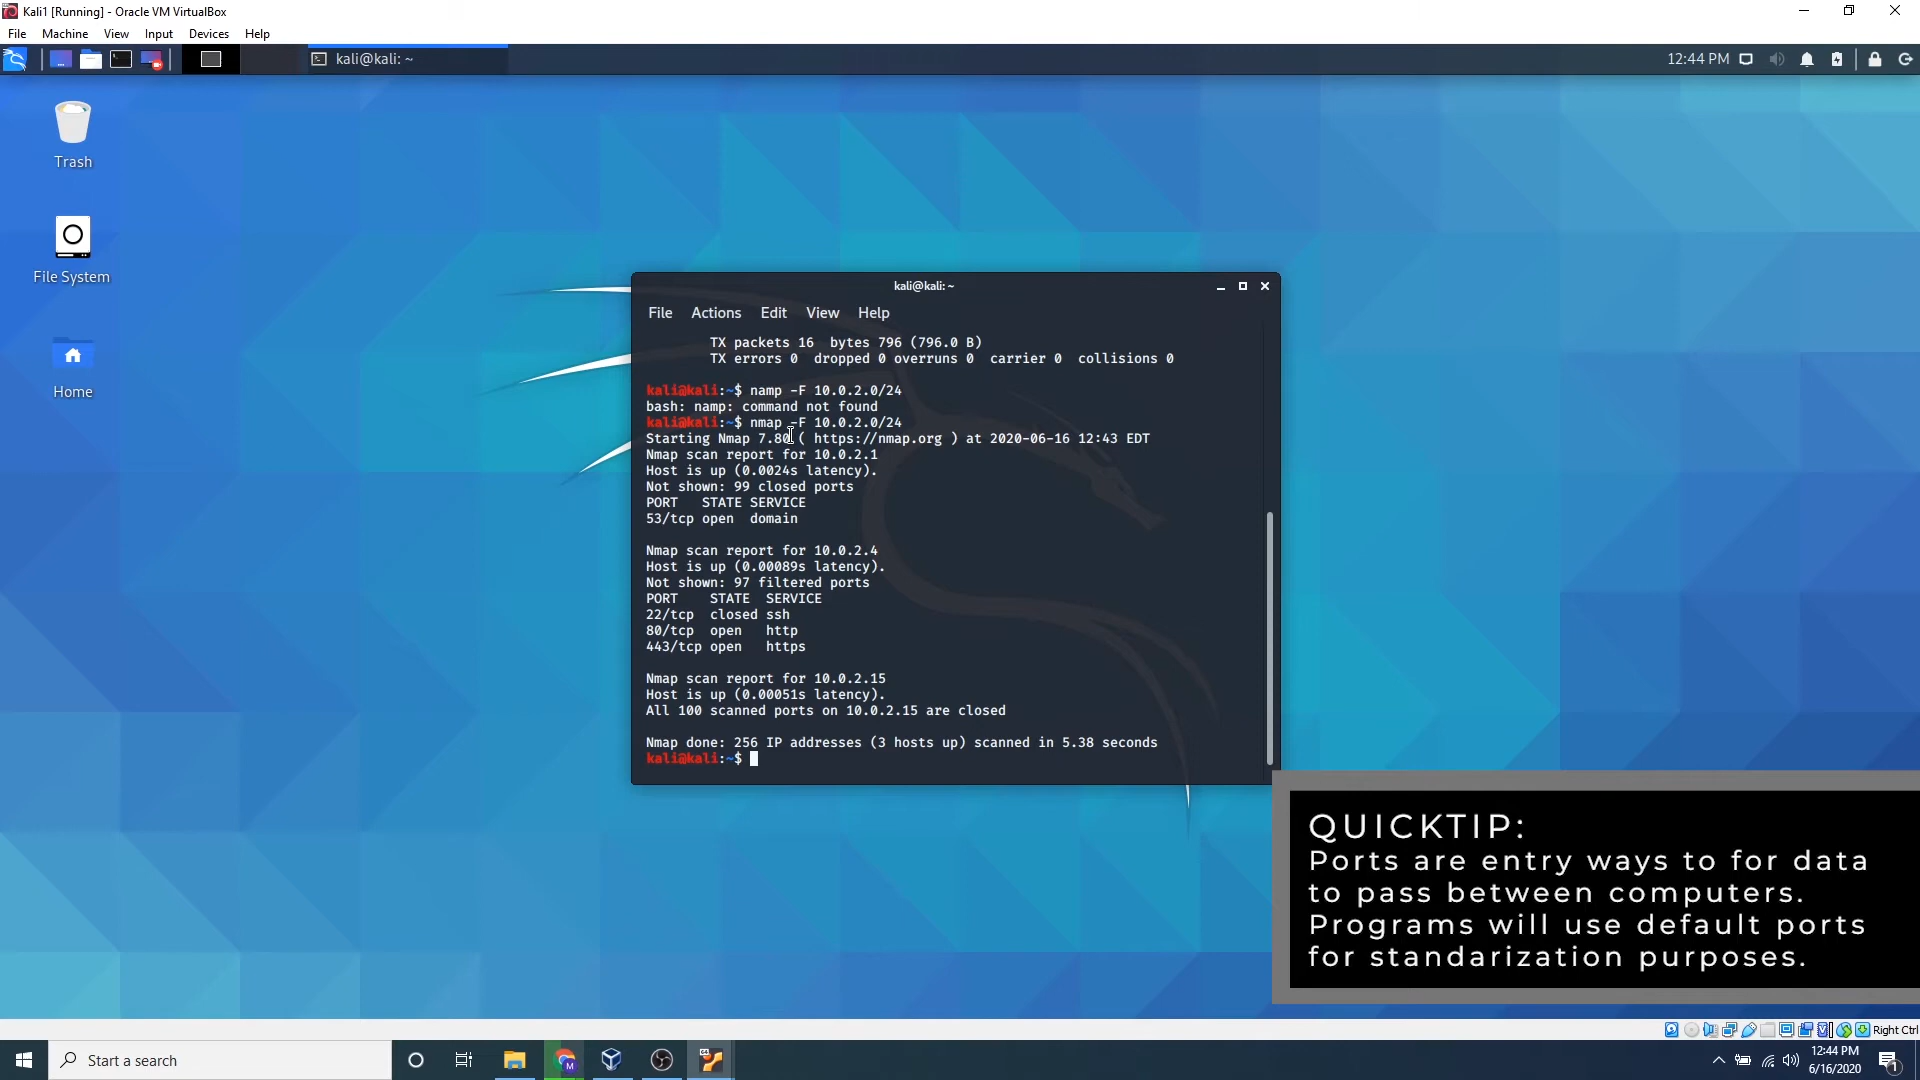 Kali1 [Running] - Oracle VM VirtualBox
File Machine View Input Devices Help
kali@kali: ~
12:44 PM
Trash
File System
Home
kali@kali: ~
File Actions Edit View Help
TX packets 16  bytes 796 (796.0 B)
TX errors 0  dropped 0 overruns 0  carrier 0  collisions 0
kali@kali:~$ namp -F 10.0.2.0/24
bash: namp: command not found
kali@kali:~$ nmap -F 10.0.2.0/24
Starting Nmap 7.80 ( https://nmap.org ) at 2020-06-16 12:43 EDT
Nmap scan report for 10.0.2.1
Host is up (0.0024s latency).
Not shown: 99 closed ports
PORT   STATE SERVICE
53/tcp open  domain
Nmap scan report for 10.0.2.4
Host is up (0.00089s latency).
Not shown: 97 filtered ports
PORT    STATE  SERVICE
22/tcp  closed ssh
80/tcp  open   http
443/tcp open   https
Nmap scan report for 10.0.2.15
Host is up (0.00051s latency).
All 100 scanned ports on 10.0.2.15 are closed
Nmap done: 256 IP addresses (3 hosts up) scanned in 5.38 seconds
kali@kali:~$
QUICKTIP:
Ports are entry ways to for data
to pass between computers.
Programs will use default ports
for standarization purposes.
Right Ctrl
Start a search
12:44 PM
6/16/2020
1